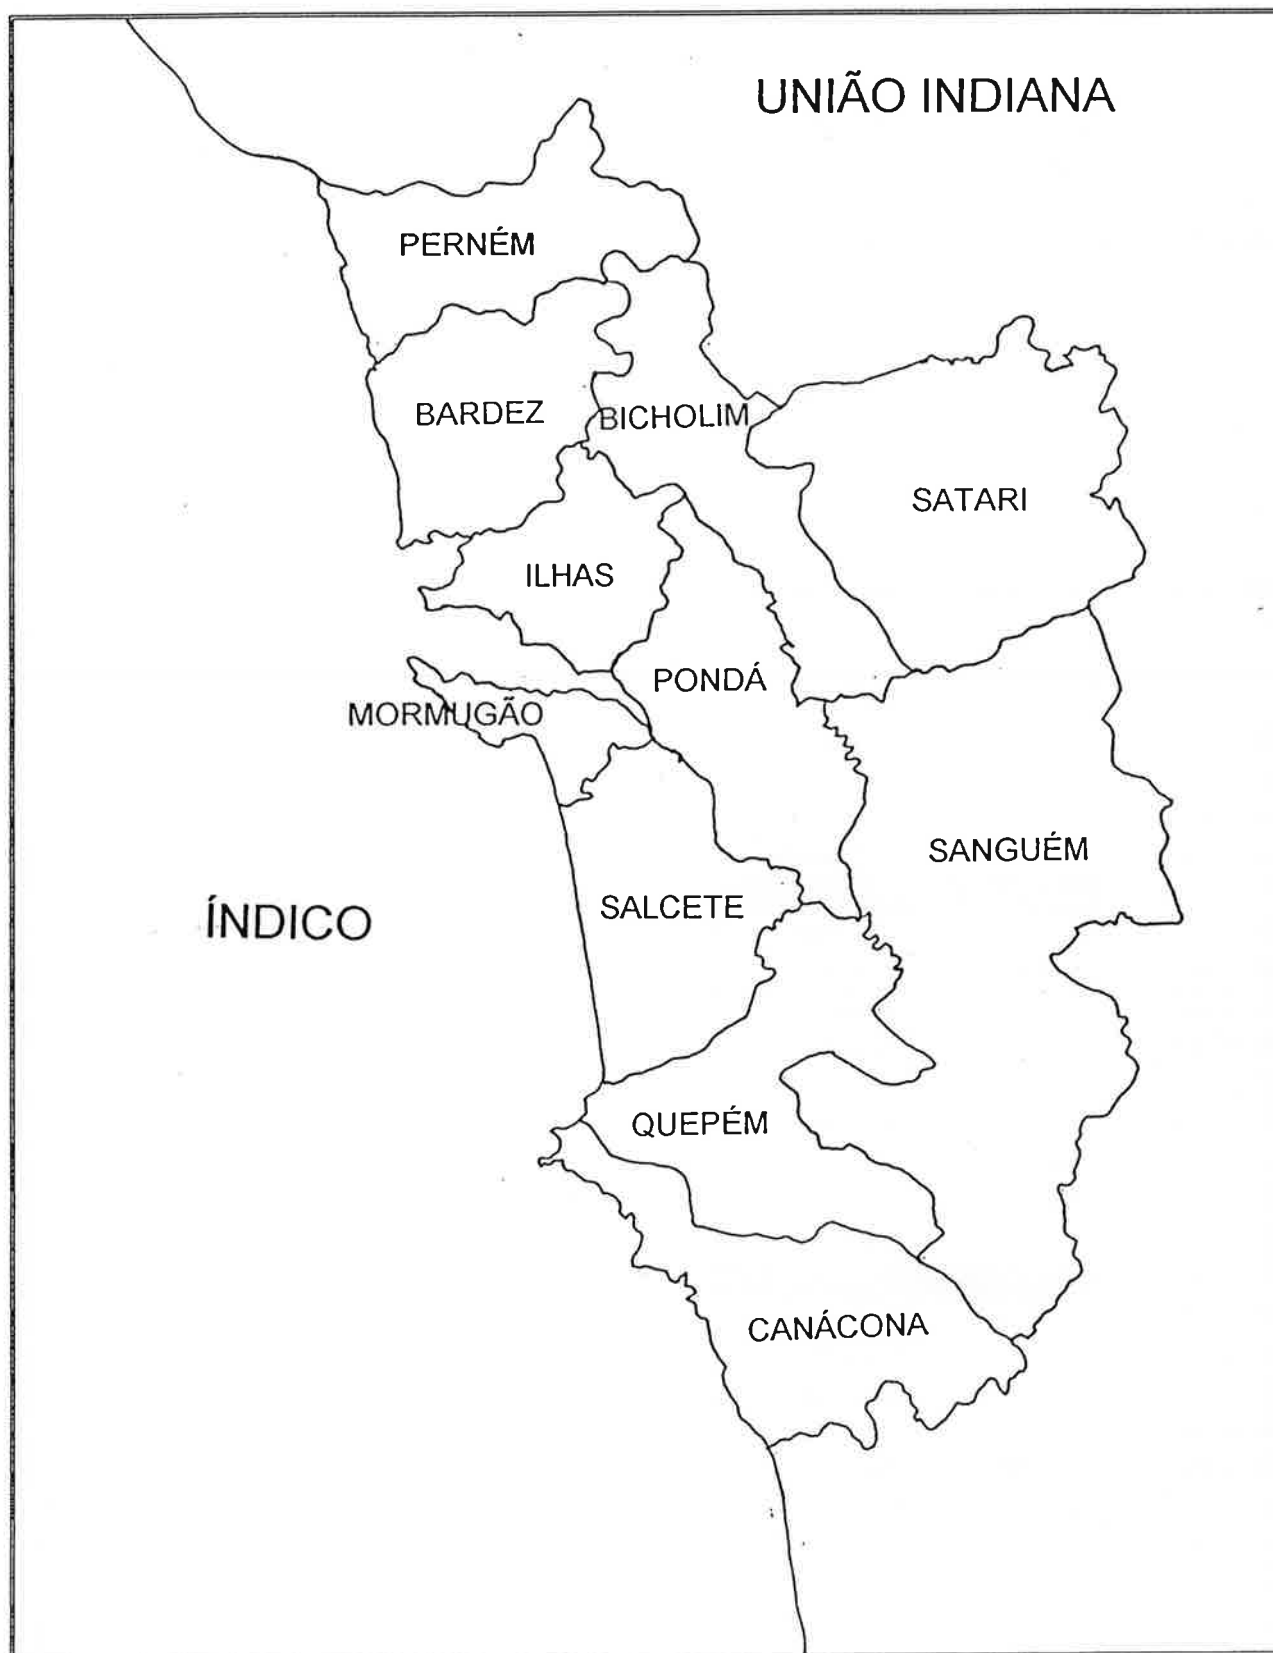 UNIÃO INDIANA
PERNÉM
BARDEZ
BICHOLIM
SATARI
ILHAS
PONDÁ
MORMUGÃO
SANGUÉM
SALCETE
ÍNDICO
QUEPÉM
CANÁCONA